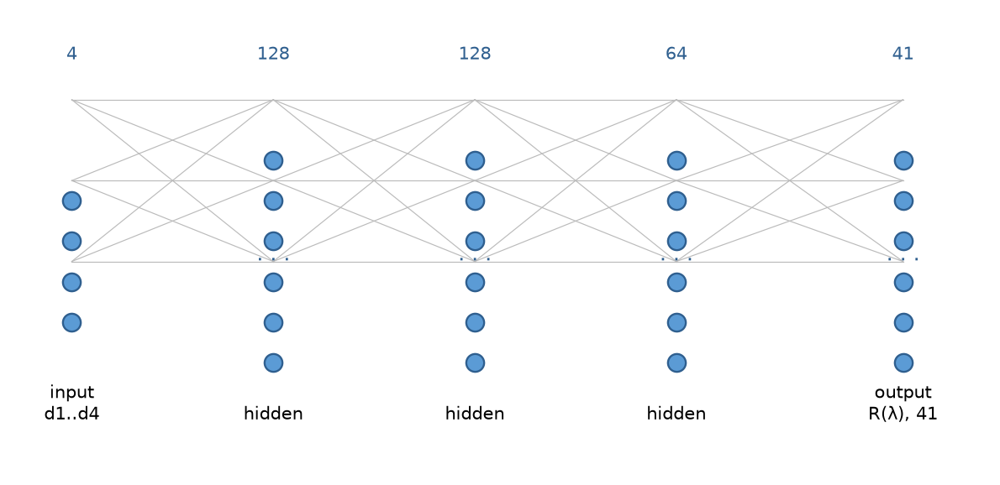 4
128
128
64
41
. . .
. . .
. . .
. . .
input
d1..d4
hidden
hidden
hidden
output
R(λ), 41